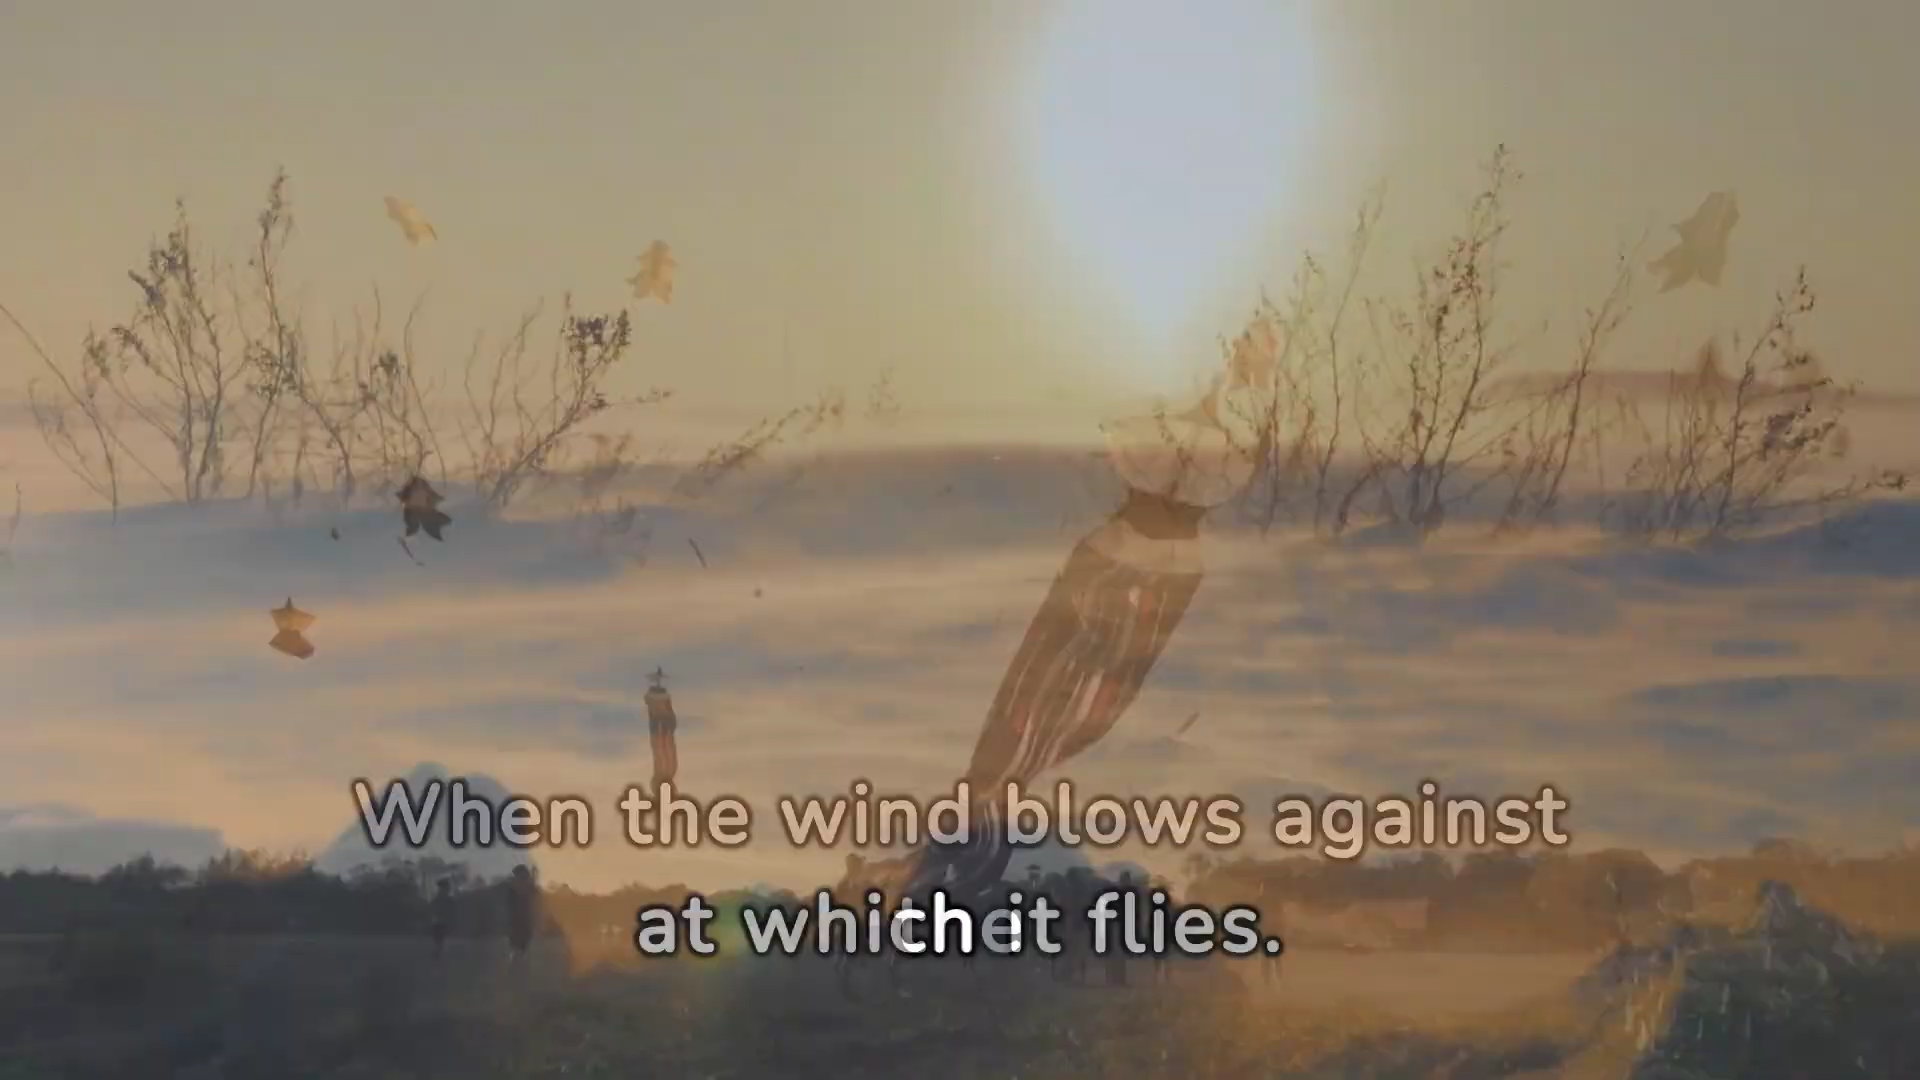 When the wind blows against
at which it flies.